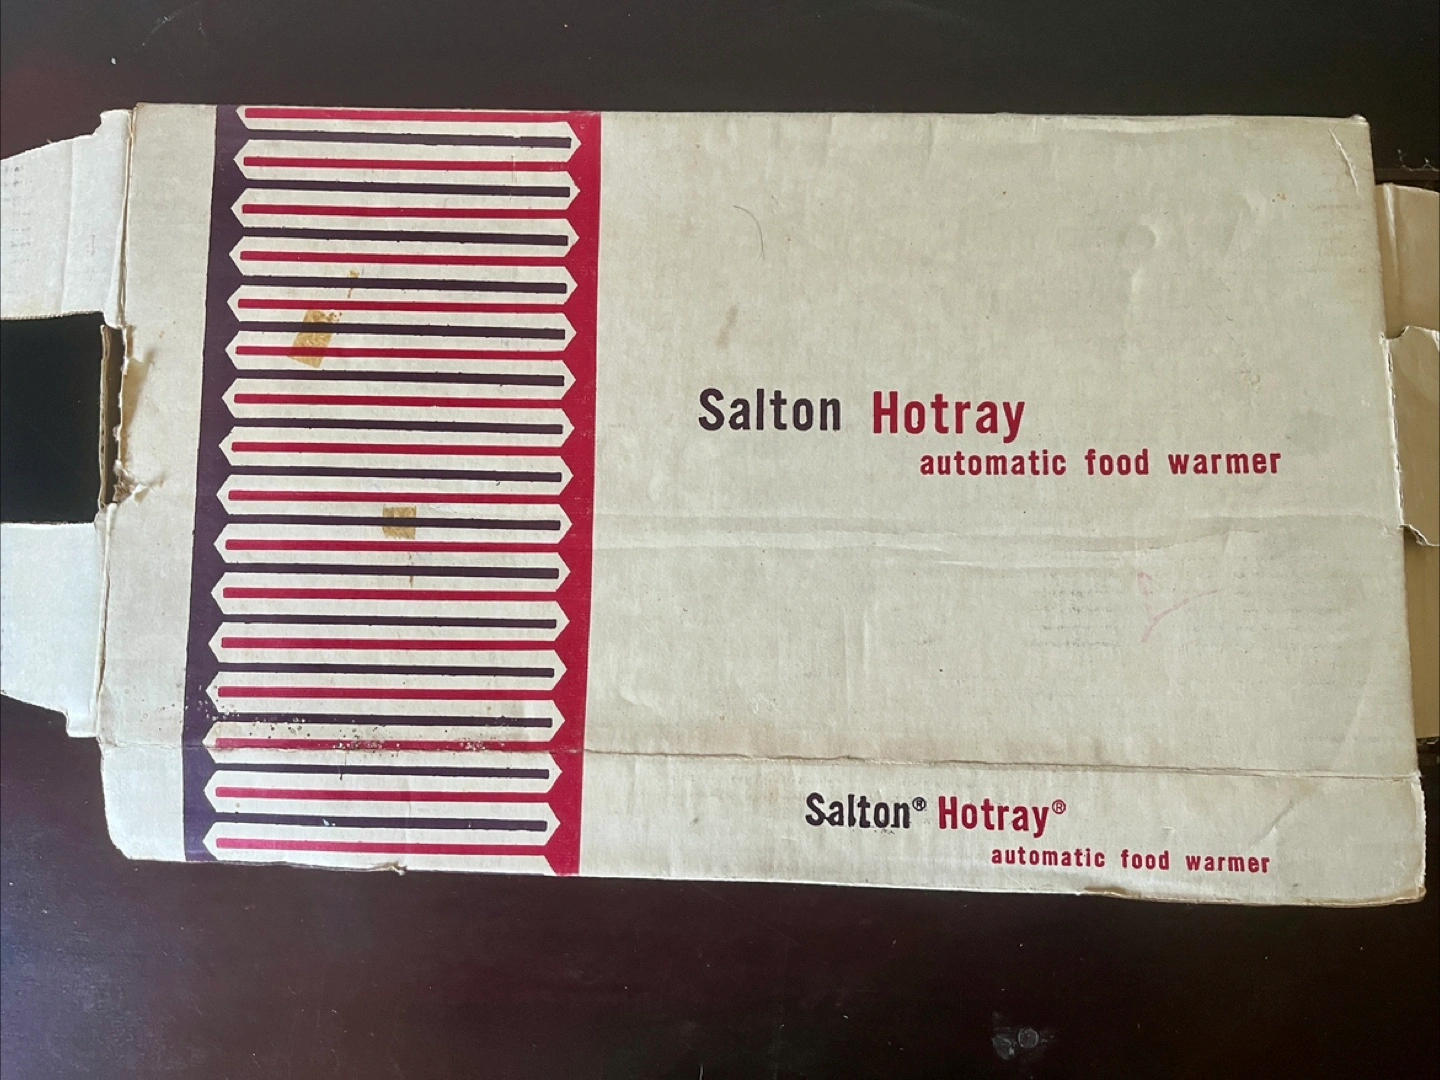 Salton Hotray
automatic food warmer
Salton® Hotray®
automatic food warmer